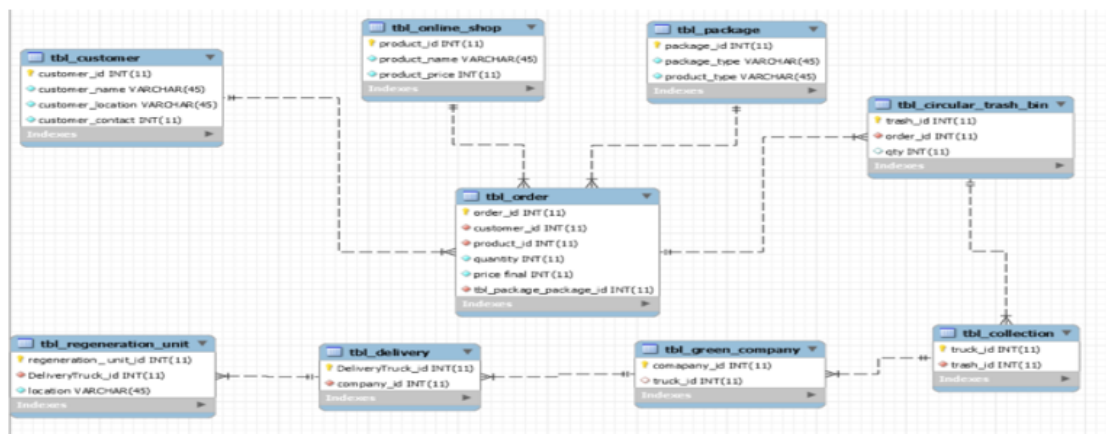 tbl_customer
customer_id INT(11)
customer_name VARCHAR(45)
customer_location VARCHAR(45)
customer_contact INT(11)
Indexes
tbl_online_shop
product_id INT(11)
product_name VARCHAR(45)
product_price INT(11)
Indexes
tbl_package
package_id INT(11)
package_type VARCHAR(45)
product_type VARCHAR(45)
Indexes
tbl_circular_trash_bin
trash_id INT(11)
order_id INT(11)
qty INT(11)
Indexes
tbl_order
order_id INT(11)
customer_id INT(11)
product_id INT(11)
quantity INT(11)
price final INT(11)
tbl_package_package_id INT(11)
Indexes
tbl_regeneration_unit
regeneration_unit_id INT(11)
DeliveryTruck_id INT(11)
location VARCHAR(45)
Indexes
tbl_delivery
DeliveryTruck_id INT(11)
company_id INT(11)
Indexes
tbl_green_company
comapany_id INT(11)
truck_id INT(11)
Indexes
tbl_collection
truck_id INT(11)
trash_id INT(11)
Indexes